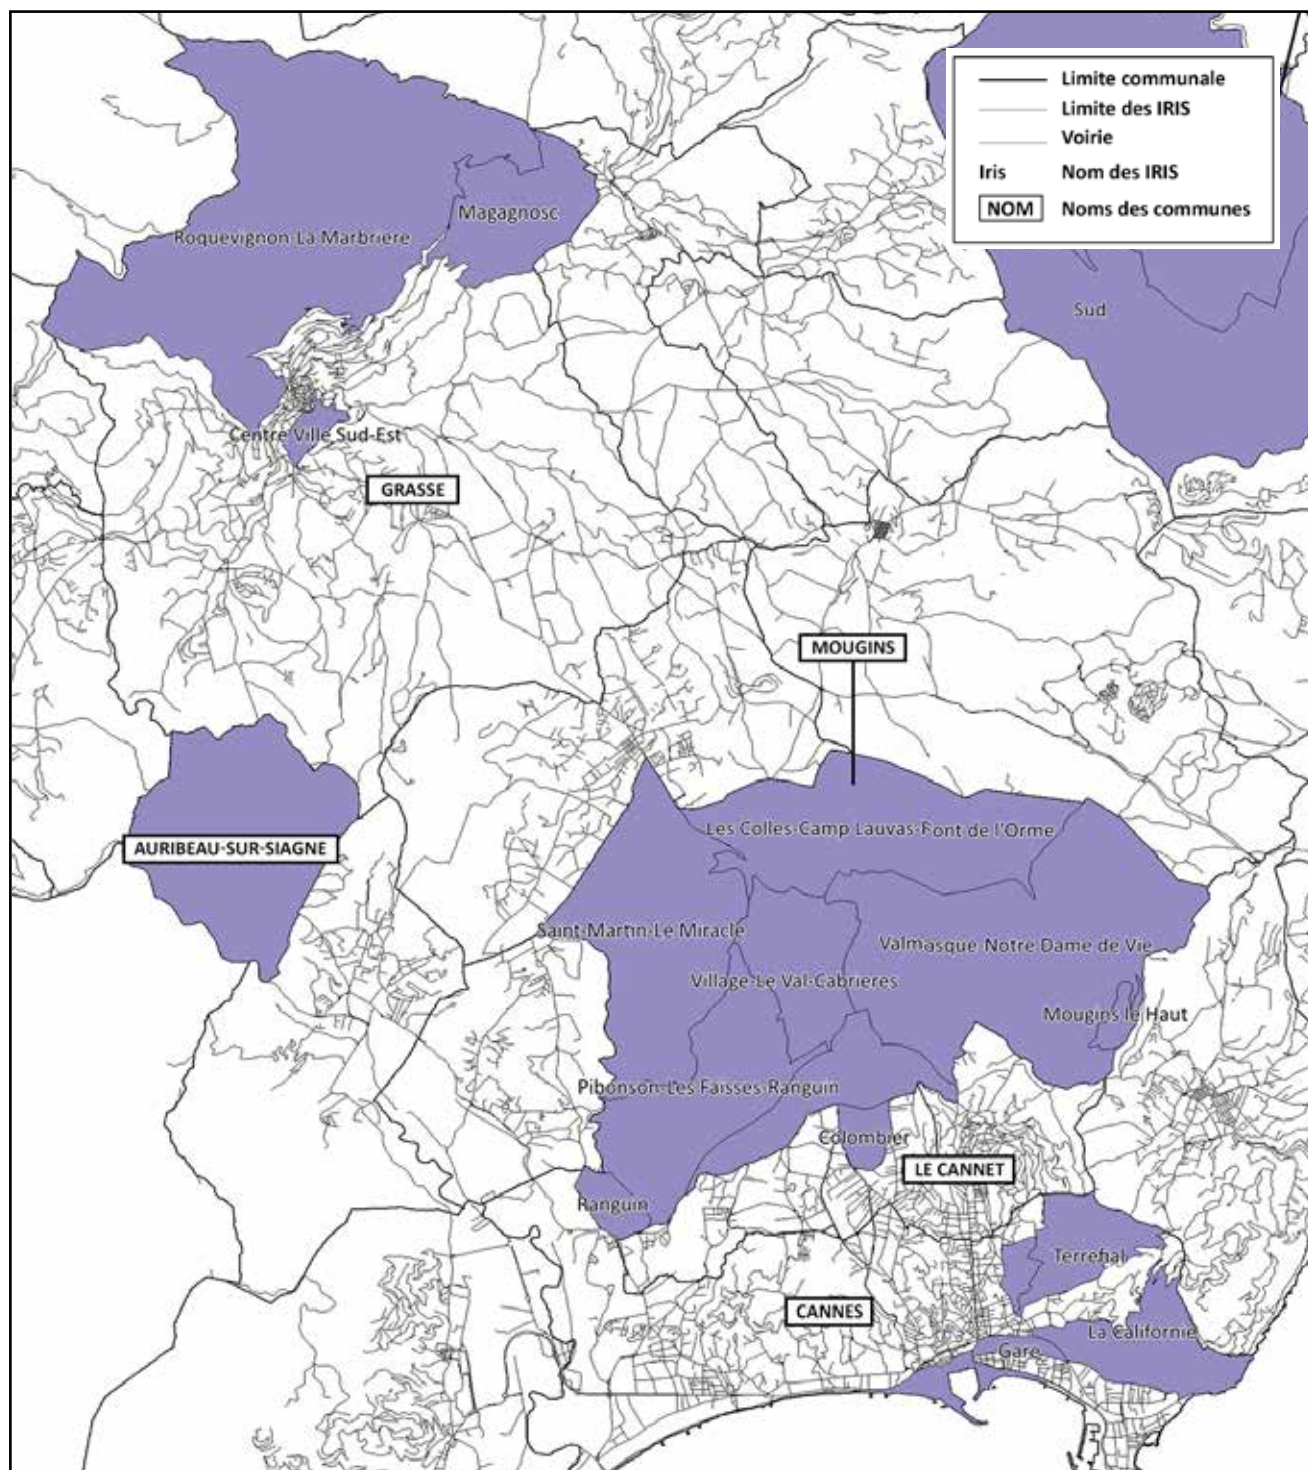 Limite communale
Limite des IRIS
Voirie
Iris Nom des IRIS
NOM Noms des communes
Magagnosc
Roquevignon-La Marbrière
Sud
Centre Ville Sud-Est
GRASSE
MOUGINS
Les Colles-Camp Lauvas-Font de l'Orme
AURIBEAU-SUR-SIAGNE
Saint-Martin-Le Miracle
Valmasque-Notre Dame de Vie
Village-Le Val-Cabrieres
Mougins le Haut
Pibonson-Les Faisses-Ranguin
Colombier
LE CANNET
Ranguin
Terrefial
CANNES
La Californie
Gare